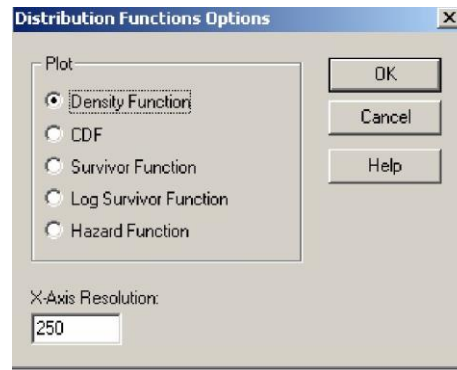 Distribution Functions Options
Plot
Density Function
CDF
Survivor Function
Log Survivor Function
Hazard Function
OK
Cancel
Help
X-Axis Resolution:
250